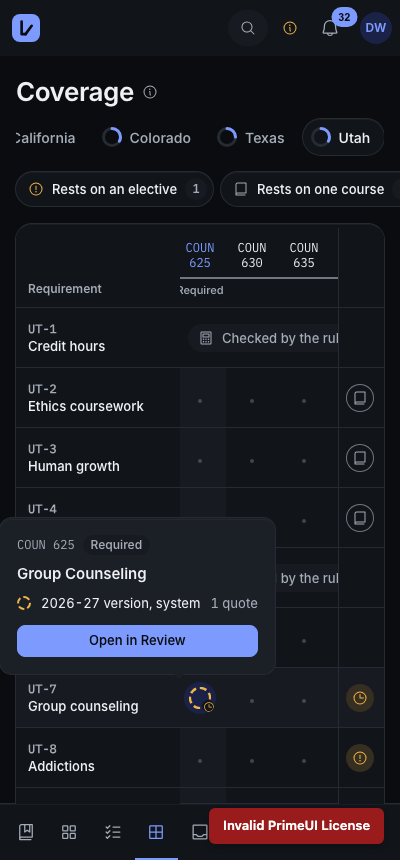 32
DW
Coverage
California
Colorado
Texas
Utah
Rests on an elective 1
Rests on one course
COUN 625
COUN 630
COUN 635
Requirement
Required
UT-1
Credit hours
Checked by the rul
UT-2
Ethics coursework
UT-3
Human growth
UT-4
COUN 625 Required
Group Counseling
2026-27 version, system 1 quote
Open in Review
by the rul
UT-7
Group counseling
UT-8
Addictions
Invalid PrimeUI License